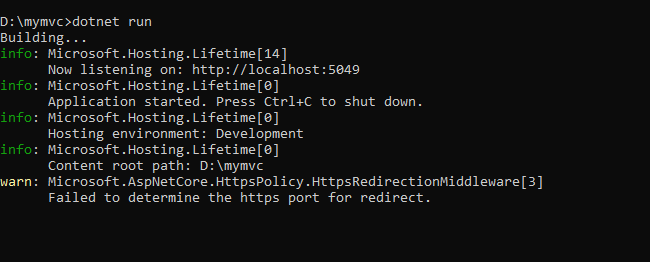 D:\mymvc>dotnet run
Building...
info: Microsoft.Hosting.Lifetime[14]
      Now listening on: http://localhost:5049
info: Microsoft.Hosting.Lifetime[0]
      Application started. Press Ctrl+C to shut down.
info: Microsoft.Hosting.Lifetime[0]
      Hosting environment: Development
info: Microsoft.Hosting.Lifetime[0]
      Content root path: D:\mymvc
warn: Microsoft.AspNetCore.HttpsPolicy.HttpsRedirectionMiddleware[3]
      Failed to determine the https port for redirect.